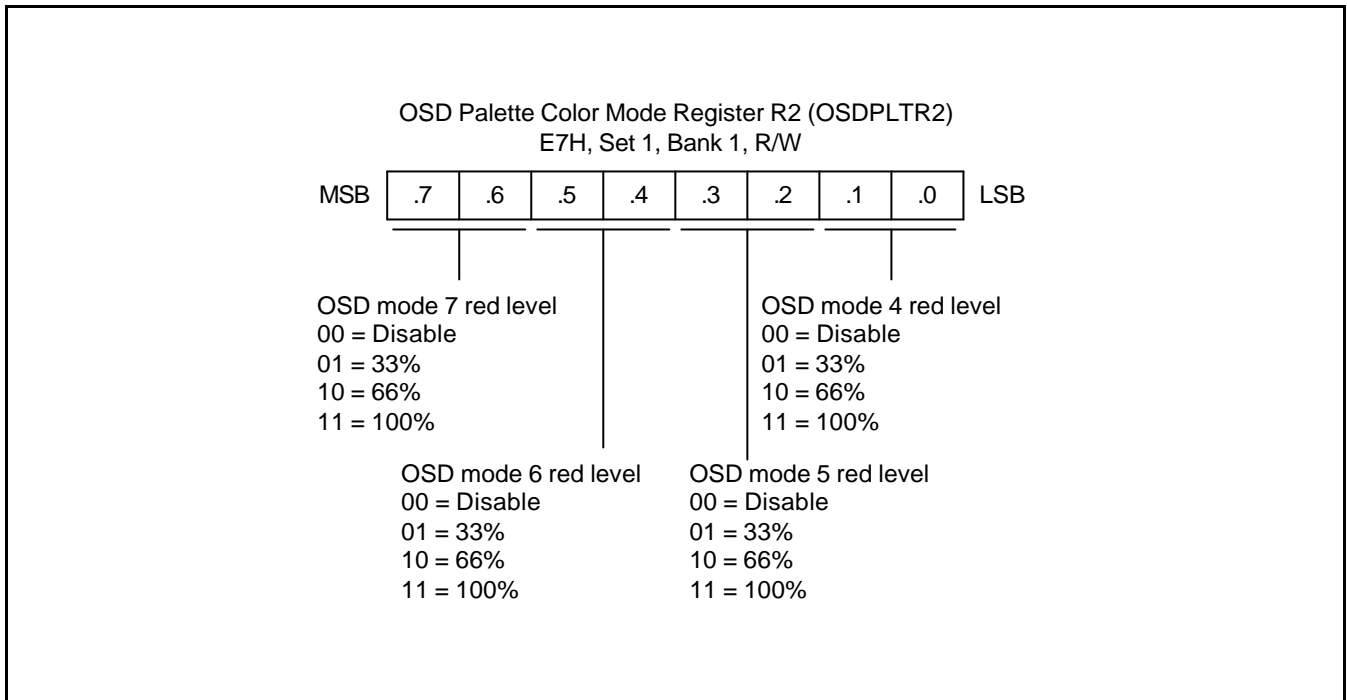 OSD Palette Color Mode Register R2 (OSDPLTR2)
E7H, Set 1, Bank 1, R/W
MSB .7 .6 .5 .4 .3 .2 .1 .0 LSB
OSD mode 7 red level
00 = Disable
01 = 33%
10 = 66%
11 = 100%
OSD mode 4 red level
00 = Disable
01 = 33%
10 = 66%
11 = 100%
OSD mode 6 red level
00 = Disable
01 = 33%
10 = 66%
11 = 100%
OSD mode 5 red level
00 = Disable
01 = 33%
10 = 66%
11 = 100%